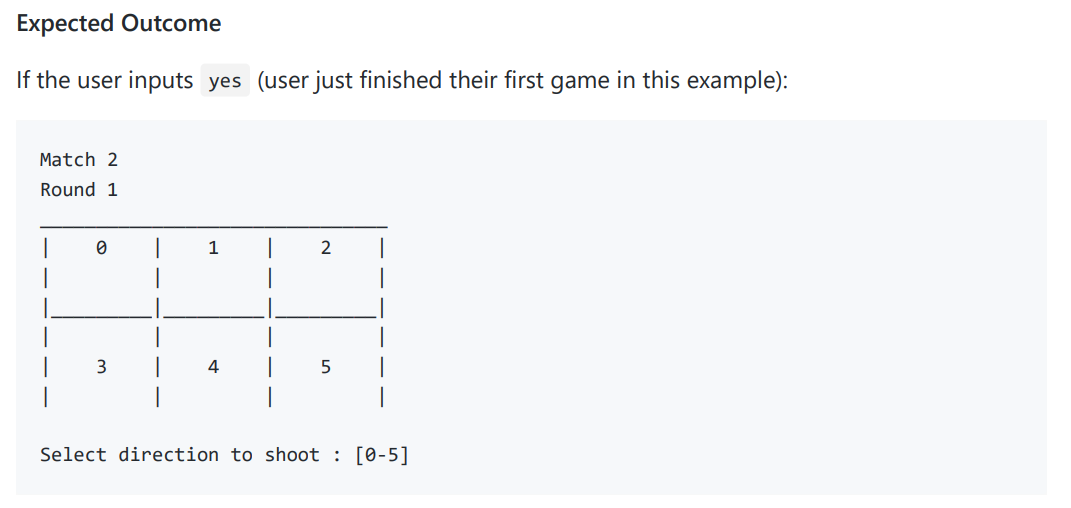 Expected Outcome
If the user inputs yes (user just finished their first game in this example):
Match 2
Round 1
_______________________________
|    0    |    1    |    2    |
|         |         |         |
|_________|_________|_________|
|         |         |         |
|    3    |    4    |    5    |
|         |         |         |
Select direction to shoot : [0-5]